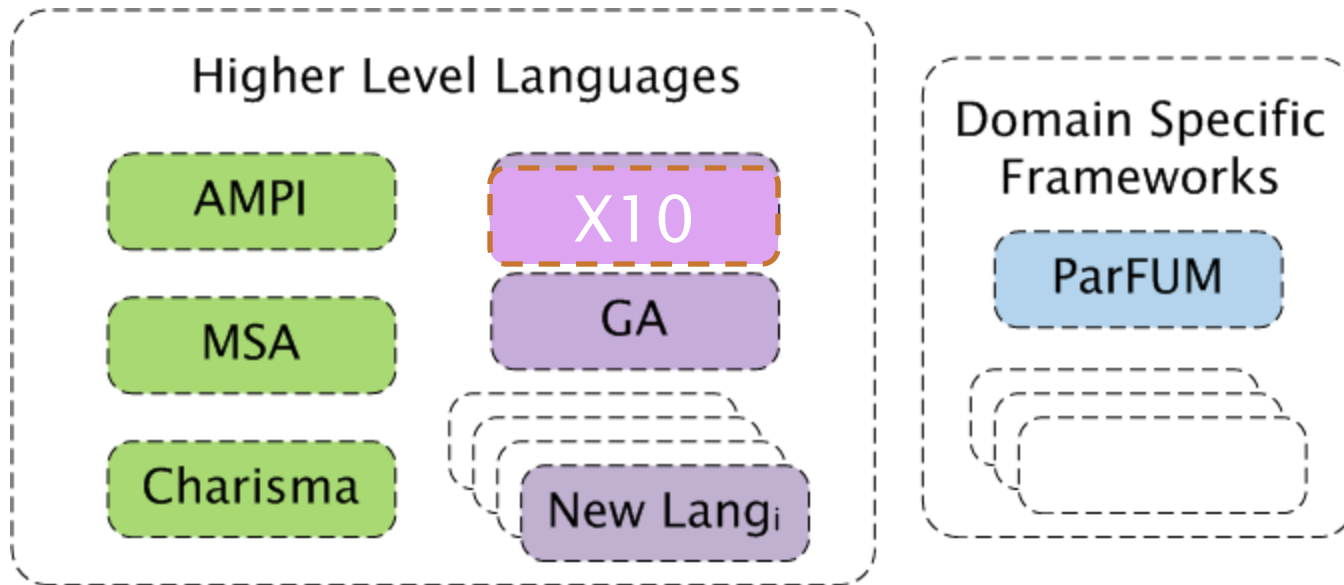 Higher Level Languages
AMPI
MSA
Charisma
X10
GA
New Langi
Domain Specific
Frameworks
ParFUM